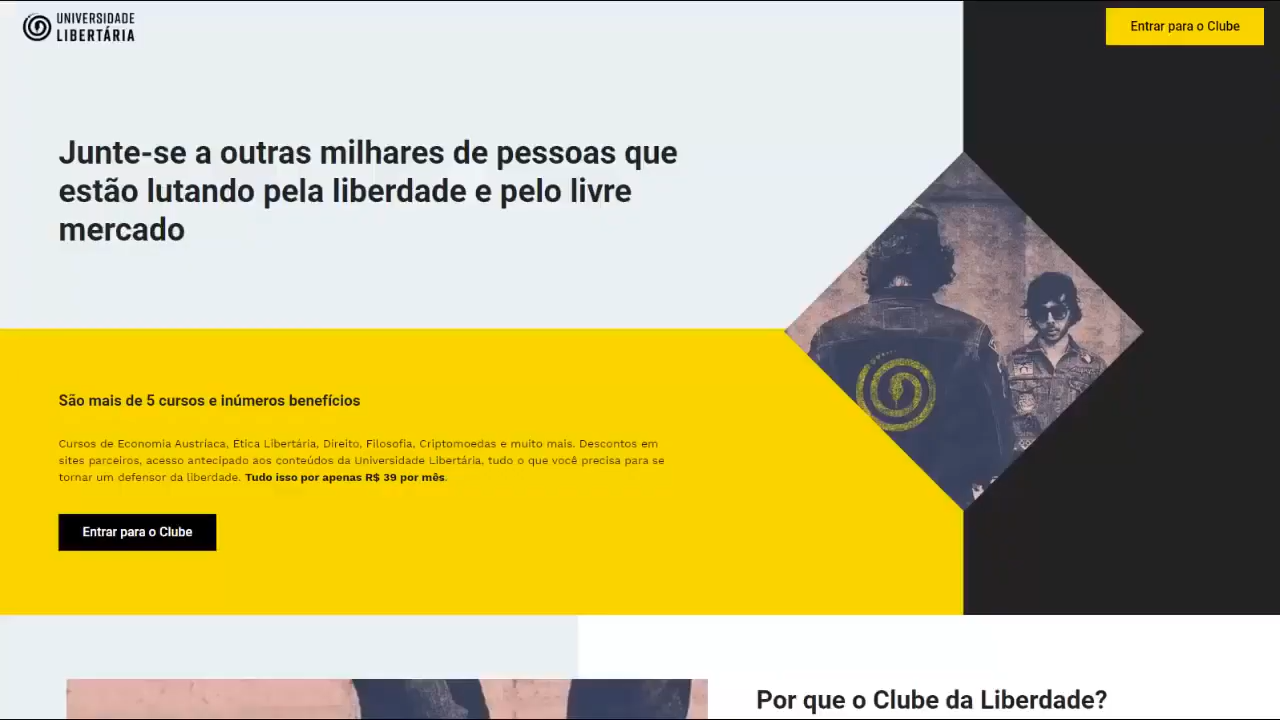 UNIVERSIDADE
LIBERTÁRIA
Entrar para o Clube
Junte-se a outras milhares de pessoas que
estão lutando pela liberdade e pelo livre
mercado
São mais de 5 cursos e inúmeros benefícios
Cursos de Economia Austríaca, Ética Libertária, Direito, Filosofia, Criptomoedas e muito mais. Descontos em
sites parceiros, acesso antecipado aos conteúdos da Universidade Libertária, tudo o que você precisa para se
tornar um defensor da liberdade. Tudo isso por apenas R$ 39 por mês.
Entrar para o Clube
Por que o Clube da Liberdade?